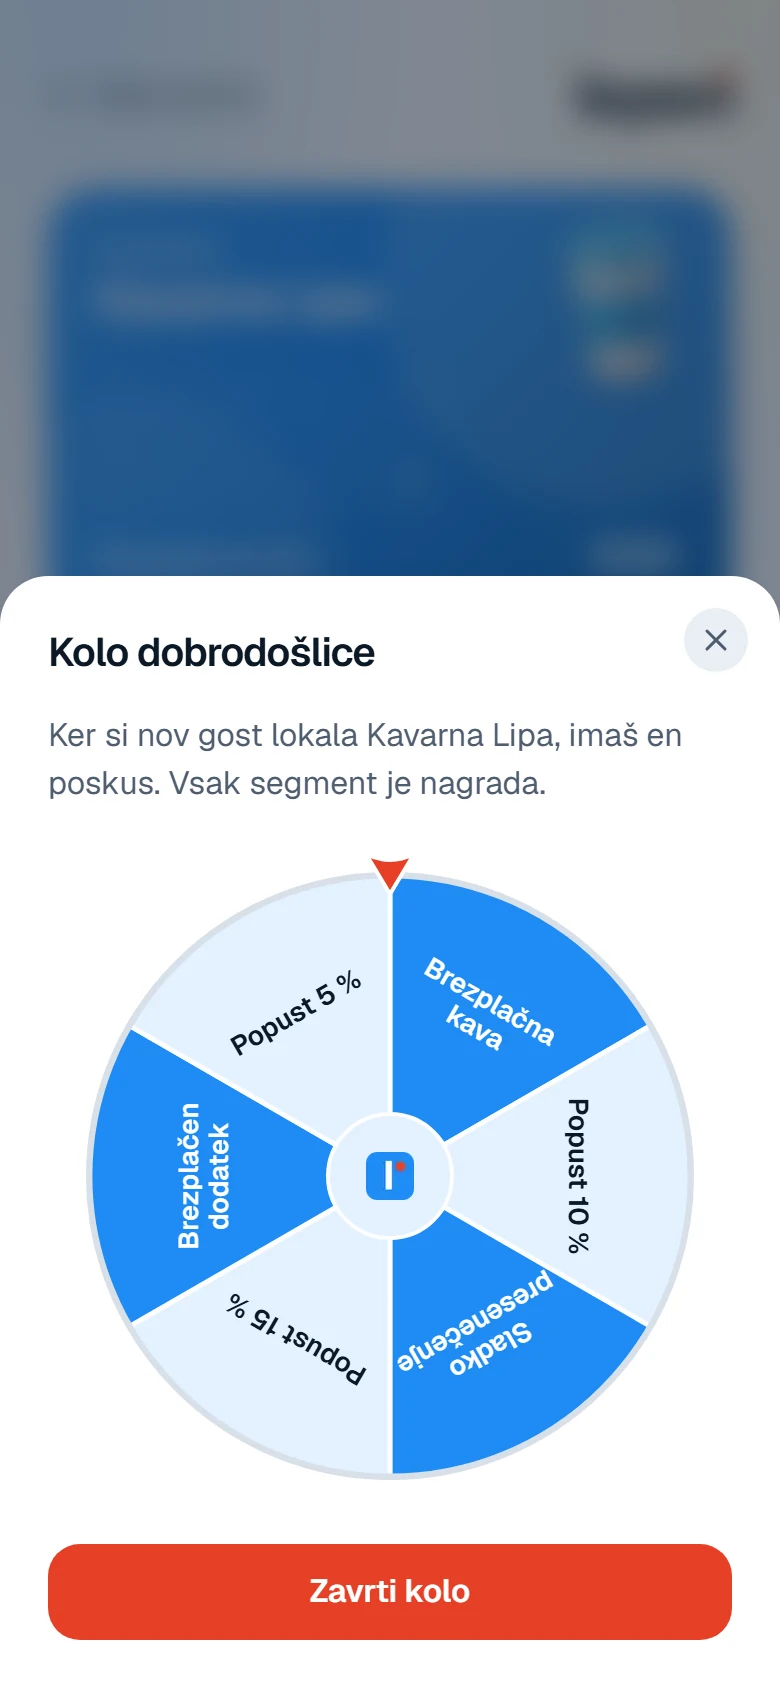 Kolo dobrodošlice
Ker si nov gost lokala Kavarna Lipa, imaš en
poskus. Vsak segment je nagrada.
Popust 5 %
Brezplačna
kava
Popust 10 %
Sladko
presenečenje
Popust 15 %
Brezplačen
dodatek
Zavrti kolo